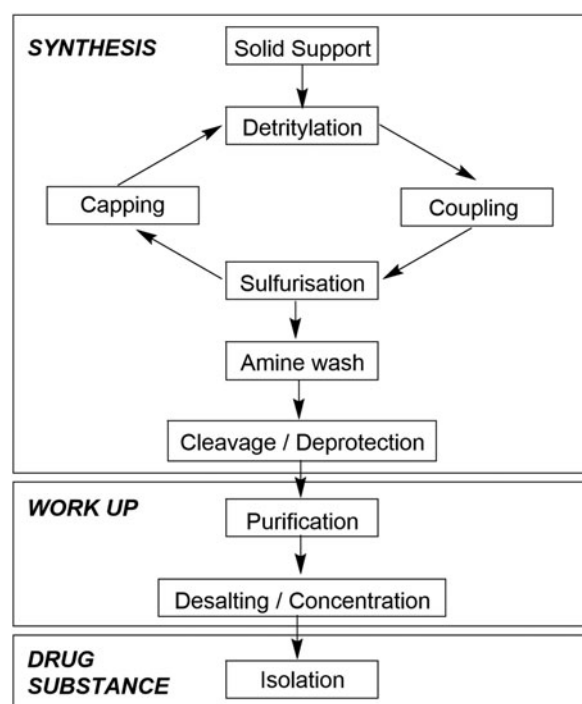 SYNTHESIS
Solid Support
Detritylation
Capping
Coupling
Sulfurisation
Amine wash
Cleavage / Deprotection
WORK UP
Purification
Desalting / Concentration
DRUG
SUBSTANCE
Isolation